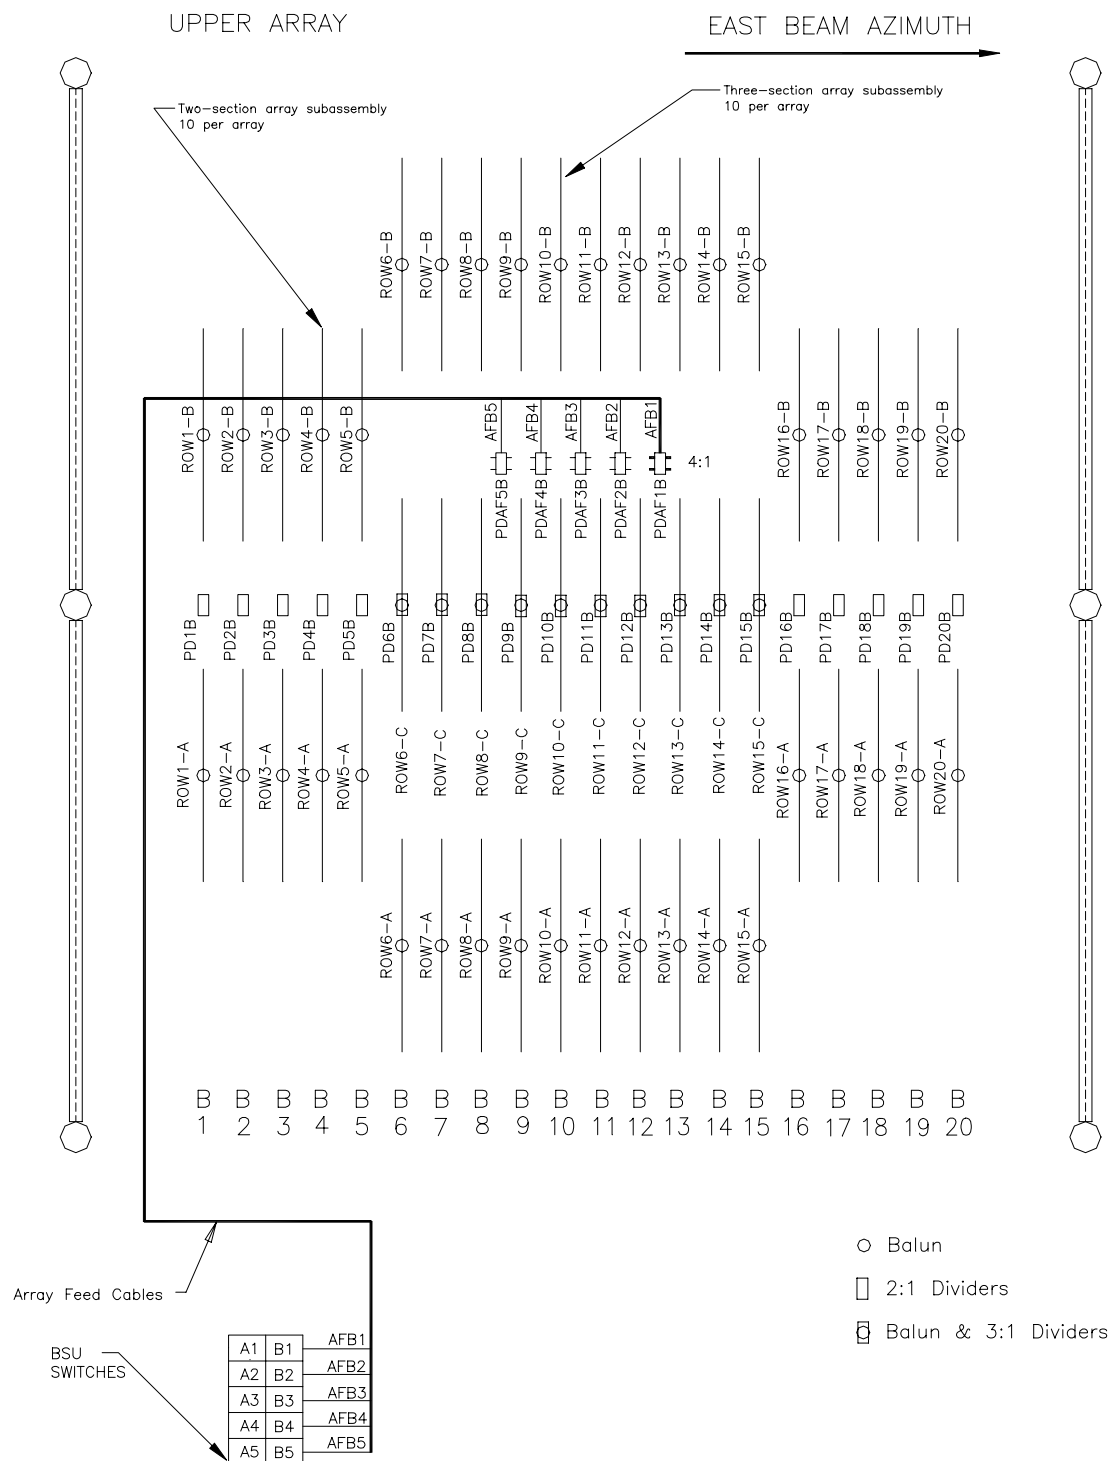 UPPER ARRAY
EAST BEAM AZIMUTH
Two-section array subassembly
10 per array
Three-section array subassembly
10 per array
ROW6-B
ROW7-B
ROW8-B
ROW9-B
ROW10-B
ROW11-B
ROW12-B
ROW13-B
ROW14-B
ROW15-B
ROW1-B
ROW2-B
ROW3-B
ROW4-B
ROW5-B
AFB5
AFB4
AFB3
AFB2
AFB1
ROW16-B
ROW17-B
ROW18-B
ROW19-B
ROW20-B
4:1
PDAF5B
PDAF4B
PDAF3B
PDAF2B
PDAF1B
PD1B
PD2B
PD3B
PD4B
PD5B
PD6B
PD7B
PD8B
PD9B
PD10B
PD11B
PD12B
PD13B
PD14B
PD15B
PD16B
PD17B
PD18B
PD19B
PD20B
ROW1-A
ROW2-A
ROW3-A
ROW4-A
ROW5-A
ROW6-C
ROW7-C
ROW8-C
ROW9-C
ROW10-C
ROW11-C
ROW12-C
ROW13-C
ROW14-C
ROW15-C
ROW16-A
ROW17-A
ROW18-A
ROW19-A
ROW20-A
ROW6-A
ROW7-A
ROW8-A
ROW9-A
ROW10-A
ROW11-A
ROW12-A
ROW13-A
ROW14-A
ROW15-A
B B B B B B B B B B B B B B B B B B B B
1 2 3 4 5 6 7 8 9 10 11 12 13 14 15 16 17 18 19 20
Balun
2:1 Dividers
Balun & 3:1 Dividers
Array Feed Cables
BSU
SWITCHES
A1 B1 AFB1
A2 B2 AFB2
A3 B3 AFB3
A4 B4 AFB4
A5 B5 AFB5